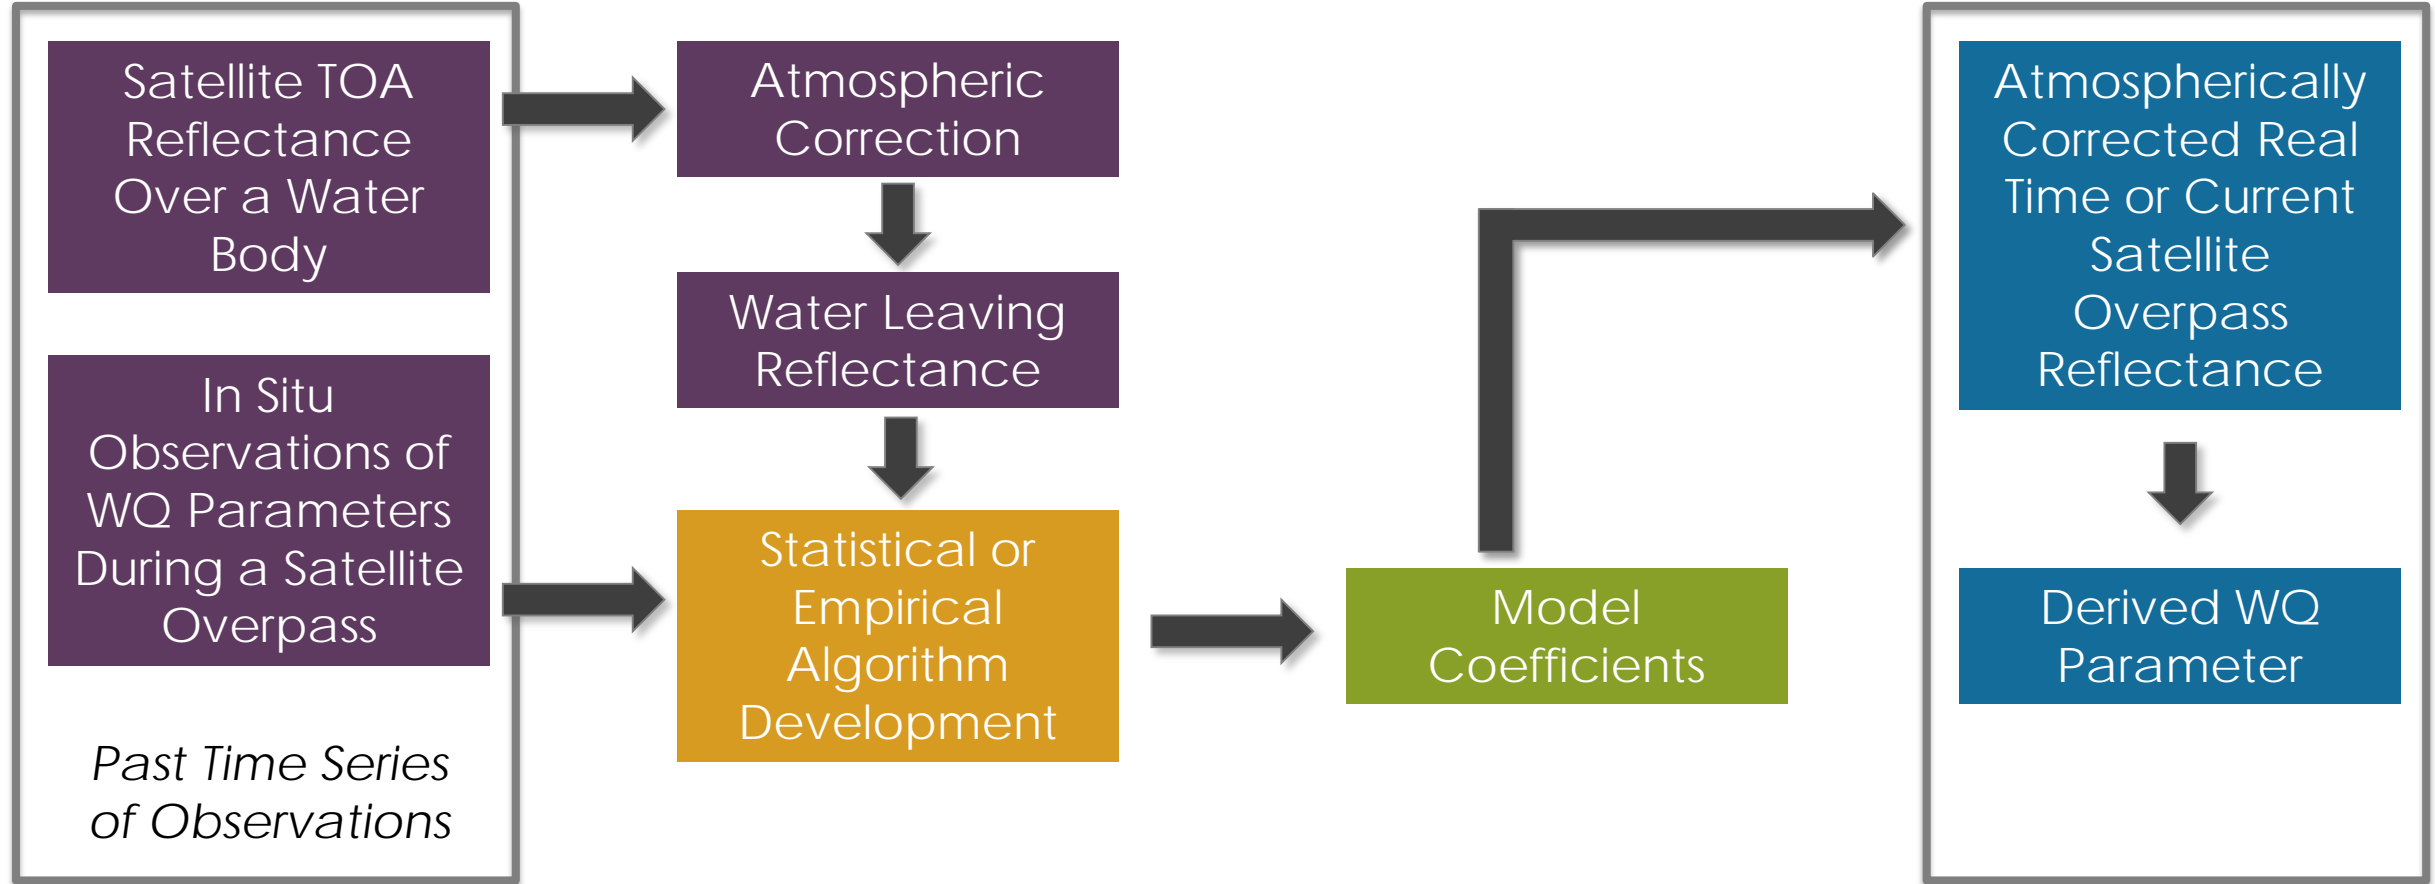 Satellite TOA
Reflectance
Over a Water
Body
In Situ
Observations of
WQ Parameters
During a Satellite
Overpass
Past Time Series
of Observations
Atmospheric
Correction
Water Leaving
Reflectance
Statistical or
Empirical
Algorithm
Development
Model
Coefficients
Atmospherically
Corrected Real
Time or Current
Satellite
Overpass
Reflectance
Derived WQ
Parameter